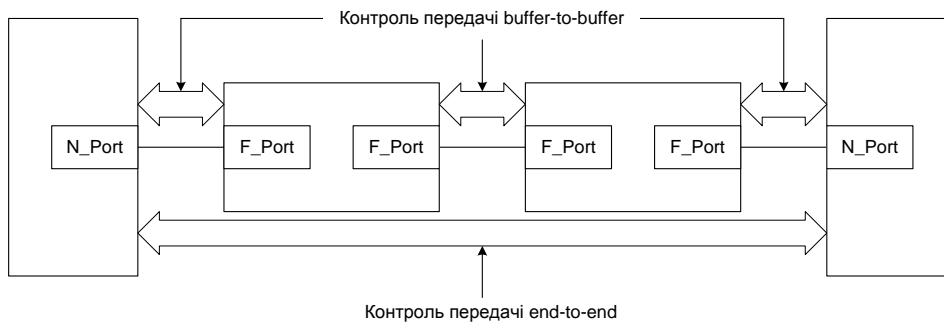 Контроль передачі buffer-to-buffer
N_Port F_Port F_Port F_Port F_Port N_Port
Контроль передачі end-to-end